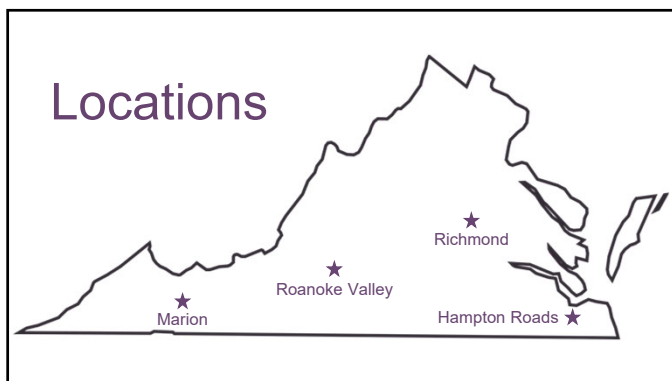 Locations
Richmond
Roanoke Valley
Marion
Hampton Roads